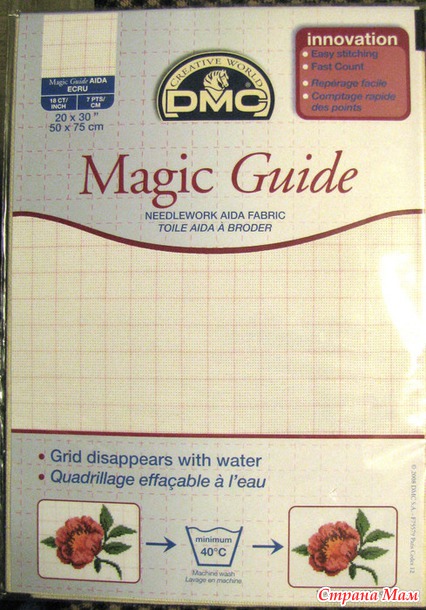 Magic Guide AIDA
ECRU
18 CT/
INCH
7 PTS/
CM
20 x 30"
50 x 75 cm
CREATIVE WORLD
DMC
innovation
• Easy stitching
• Fast Count
• Repérage facile
• Comptage rapide
des points
Magic Guide
NEEDLEWORK AIDA FABRIC
TOILE AIDA À BRODER
• Grid disappears with water
• Quadrillage effaçable à l'eau
minimum
40°C
Machine wash
Lavage en machine
© 2008 DMC S.A.
Страна Мам